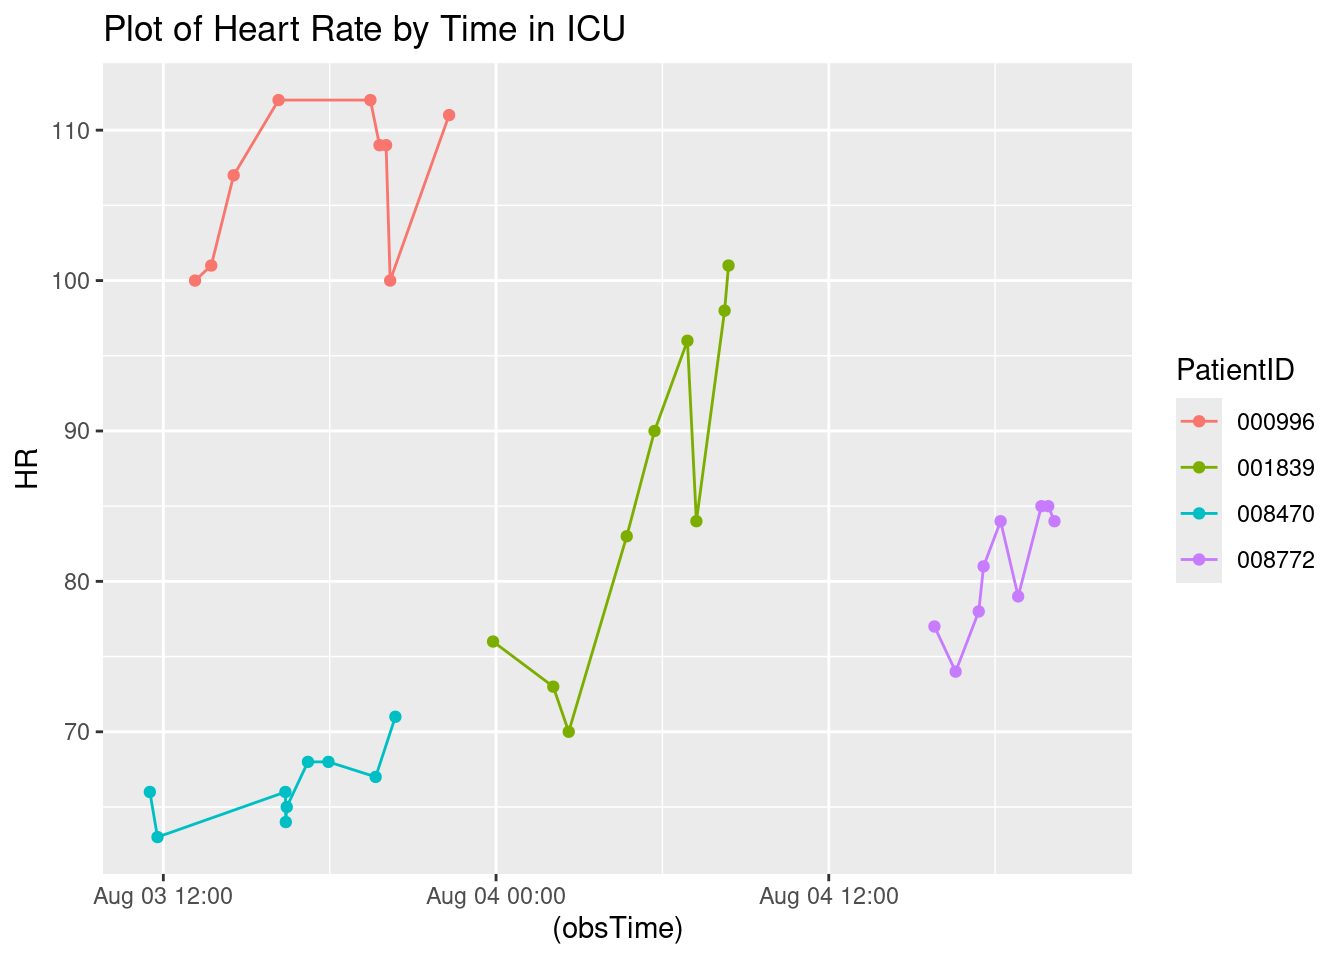 Plot of Heart Rate by Time in ICU
110
100
90
80
70
HR
Aug 03 12:00
Aug 04 00:00
Aug 04 12:00
(obsTime)
PatientID
000996
001839
008470
008772